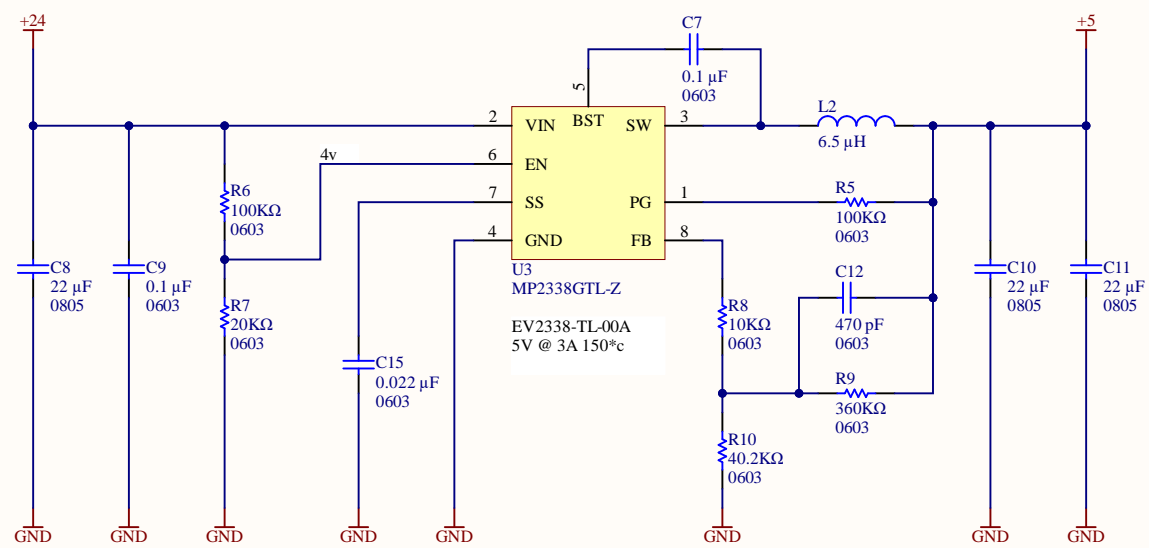 +24
+5
C7
0.1 µF
0603
5
BST
2
VIN
SW
3
L2
6.5 µH
4v
6
EN
R6
100KΩ
0603
7
SS
PG
1
R5
100KΩ
0603
4
GND
FB
8
U3
MP2338GTL-Z
EV2338-TL-00A
5V @ 3A 150*c
C8
22 µF
0805
C9
0.1 µF
0603
R7
20KΩ
0603
C12
470 pF
0603
C10
22 µF
0805
C11
22 µF
0805
R8
10KΩ
0603
C15
0.022 µF
0603
R9
360KΩ
0603
R10
40.2KΩ
0603
GND
GND
GND
GND
GND
GND
GND
GND